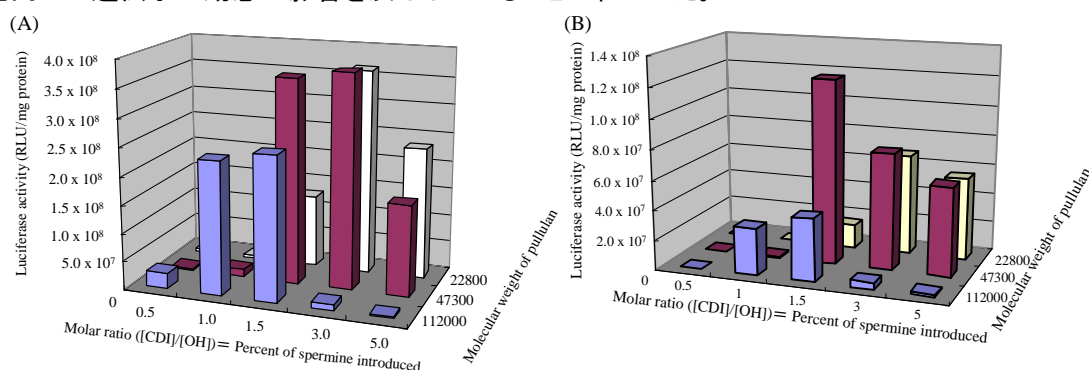 (A)
(B)
Luciferase activity (RLU/mg protein)
4.0 x 10⁸
3.5 x 10⁸
3.0 x 10⁸
2.5 x 10⁸
2.0 x 10⁸
1.5 x 10⁸
1.0 x 10⁸
5.0 x 10⁷
0
0.5
1.0
1.5
3.0
5.0
Molar ratio ([CDI]/[OH])＝Percent of spermine introduced
22800
47300
112000
Molecular weight of pullulan
Luciferase activity (RLU/mg protein)
1.4 x 10⁸
1.2 x 10⁸
1.0 x 10⁸
8.0 x 10⁷
6.0 x 10⁷
4.0 x 10⁷
2.0 x 10⁷
0
0.5
1
1.5
3
5
Molar ratio ([CDI]/[OH])＝Percent of spermine introduced
22800
47300
112000
Molecular weight of pullulan